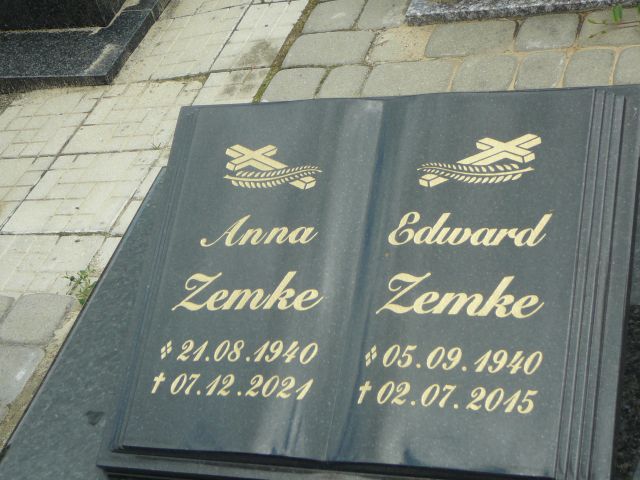 Anna
Zemke
21.08.1940
† 07.12.2021
Edward
Zemke
05.09.1940
† 02.07.2015